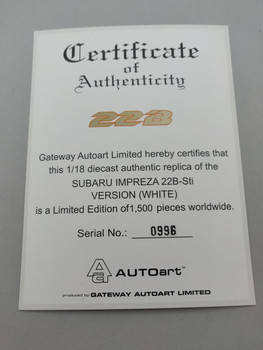 Certificate
of
Authenticity
22B
Gateway Autoart Limited hereby certifies that
this 1/18 diecast authentic replica of the
SUBARU IMPREZA 22B-Sti
VERSION (WHITE)
is a Limited Edition of1,500 pieces worldwide.
Serial No.: 0996
AUTOart™
produced by GATEWAY AUTOART LIMITED